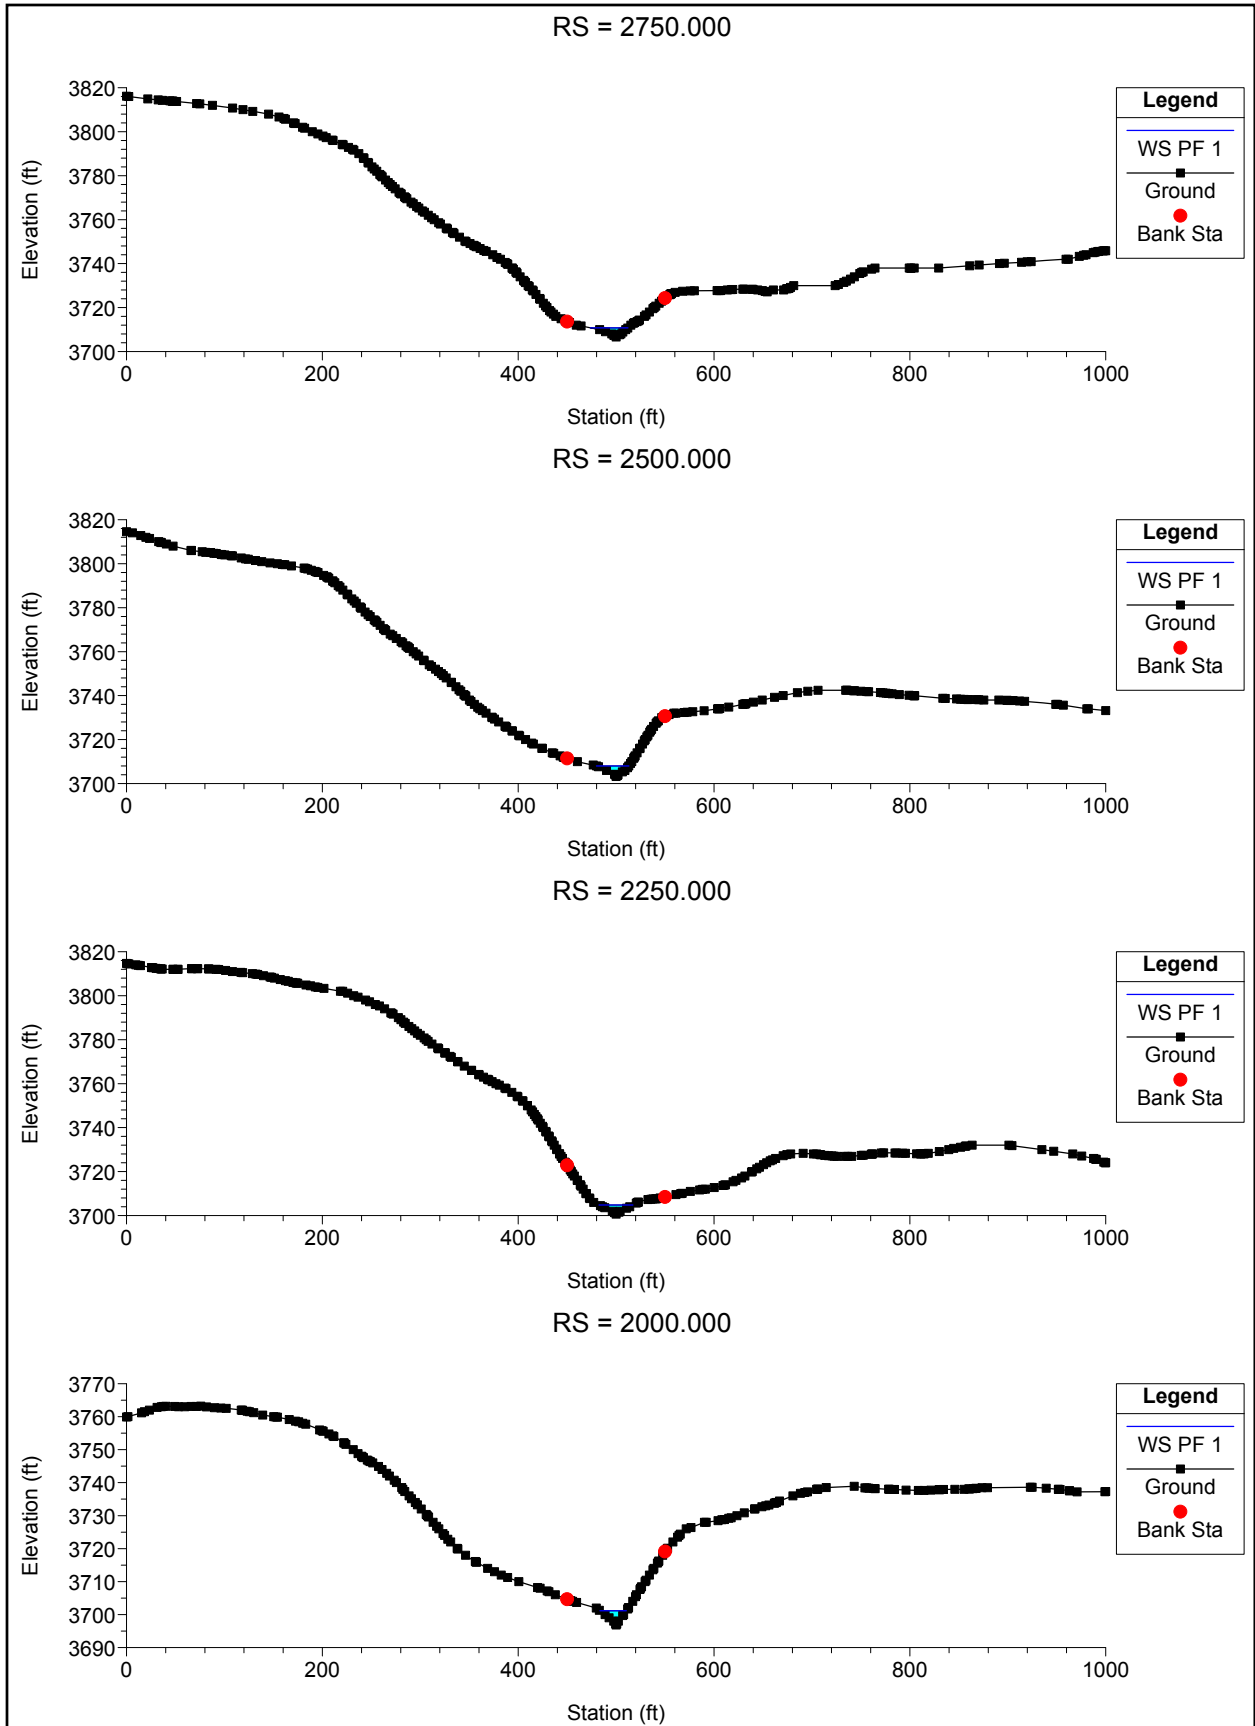 RS = 2750.000
3820
3800
3780
3760
3740
3720
3700
Elevation (ft)
0 200 400 600 800 1000
Station (ft)
Legend
WS PF 1
Ground
Bank Sta
RS = 2500.000
3820
3800
3780
3760
3740
3720
3700
Elevation (ft)
0 200 400 600 800 1000
Station (ft)
Legend
WS PF 1
Ground
Bank Sta
RS = 2250.000
3820
3800
3780
3760
3740
3720
3700
Elevation (ft)
0 200 400 600 800 1000
Station (ft)
Legend
WS PF 1
Ground
Bank Sta
RS = 2000.000
3770
3760
3750
3740
3730
3720
3710
3700
3690
Elevation (ft)
0 200 400 600 800 1000
Station (ft)
Legend
WS PF 1
Ground
Bank Sta